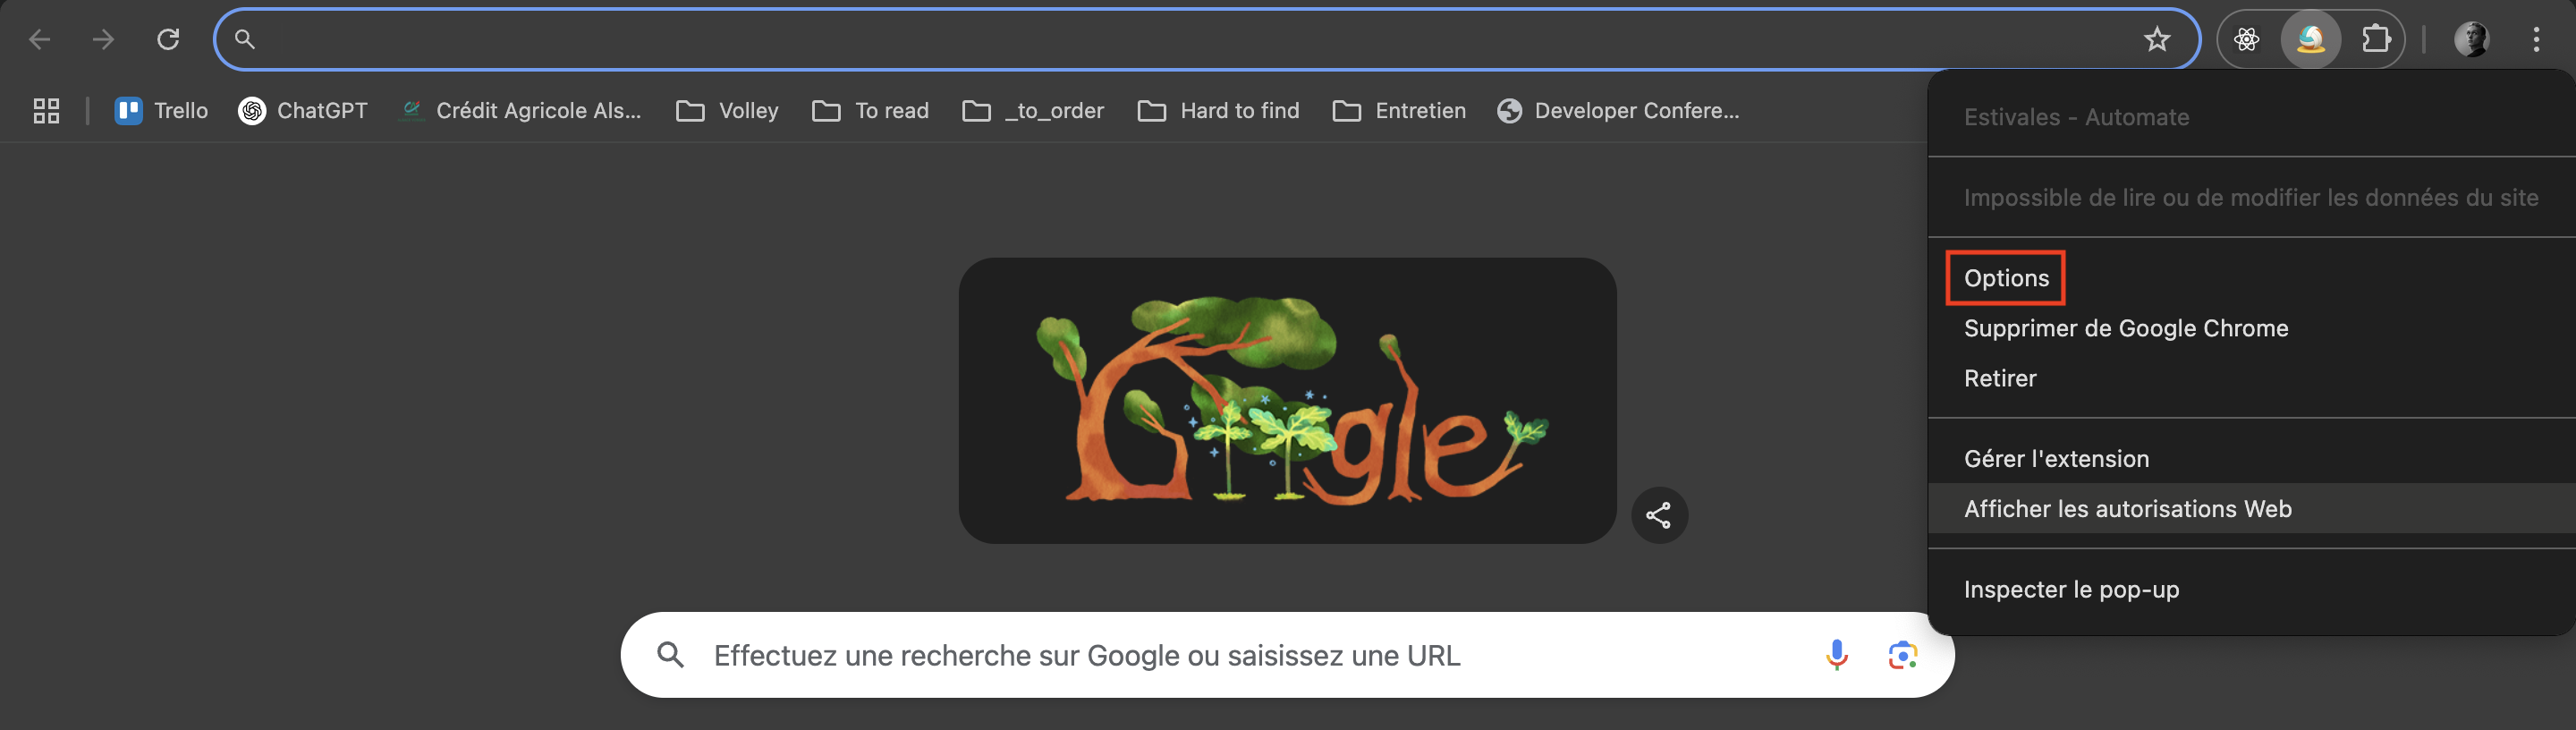 Trello
ChatGPT
Crédit Agricole Als...
Volley
To read
_to_order
Hard to find
Entretien
Developer Confere...
Estivales - Automate
Impossible de lire ou de modifier les données du site
Options
Supprimer de Google Chrome
Retirer
Gérer l'extension
Afficher les autorisations Web
Inspecter le pop-up
Google
Effectuez une recherche sur Google ou saisissez une URL